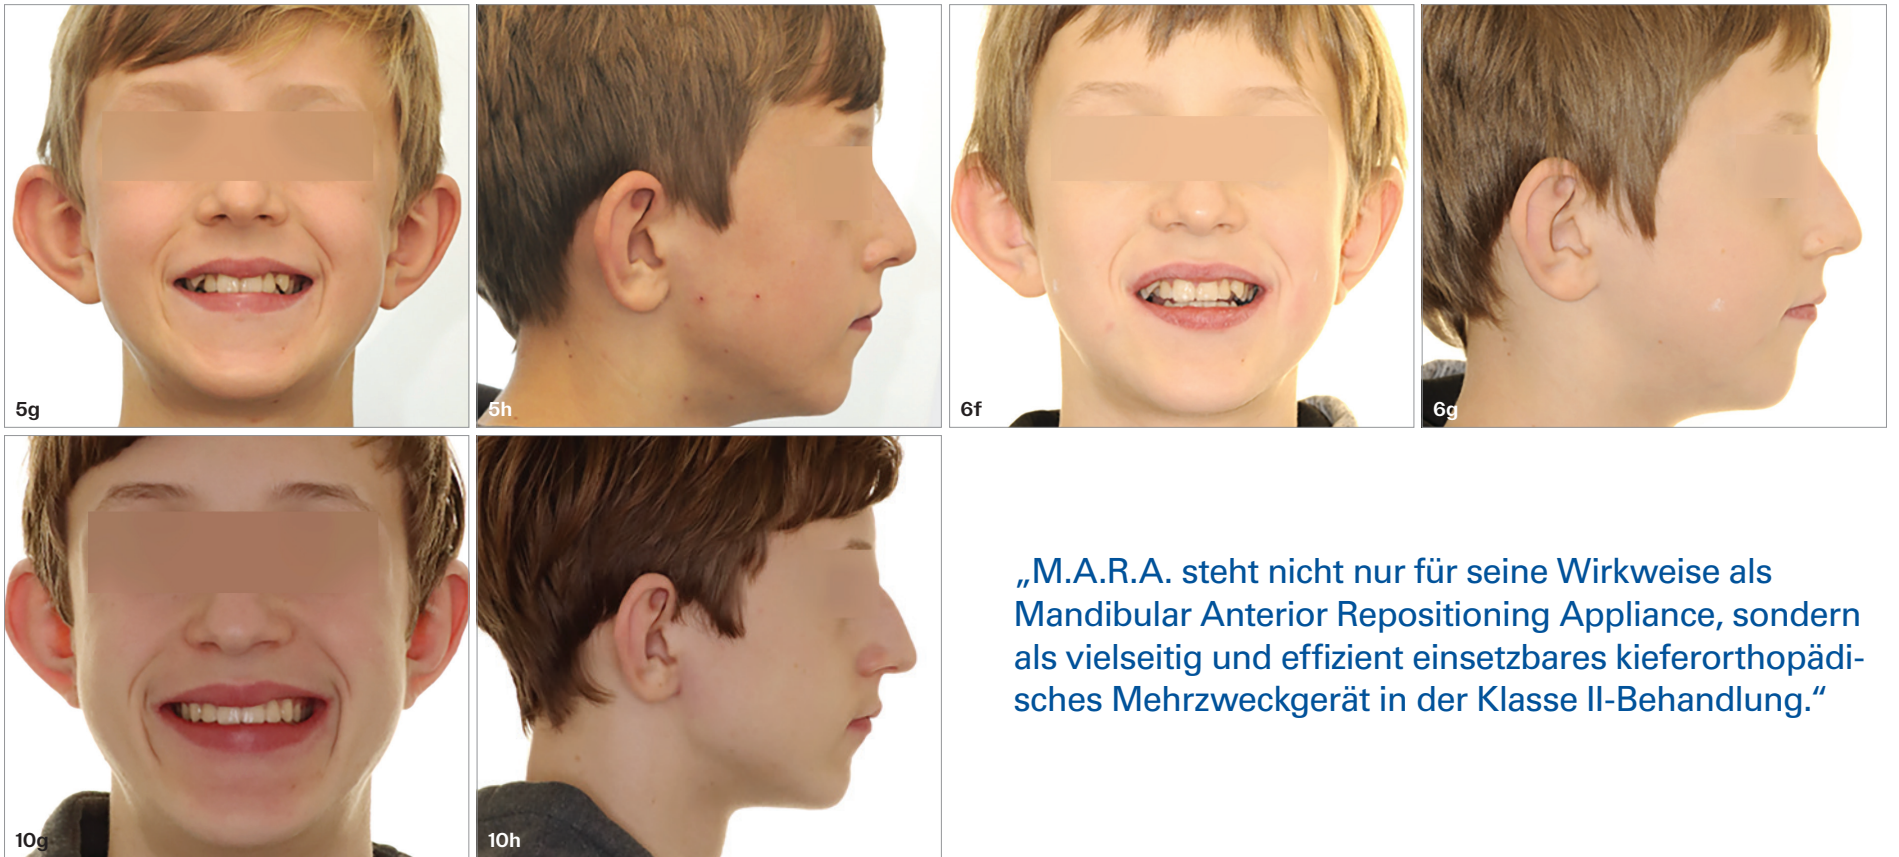 5g
5h
6f
6g
10g
10h
„M.A.R.A. steht nicht nur für seine Wirkweise als
Mandibular Anterior Repositioning Appliance, sondern
als vielseitig und effizient einsetzbares kieferorthopädi-
sches Mehrzweckgerät in der Klasse II-Behandlung.“